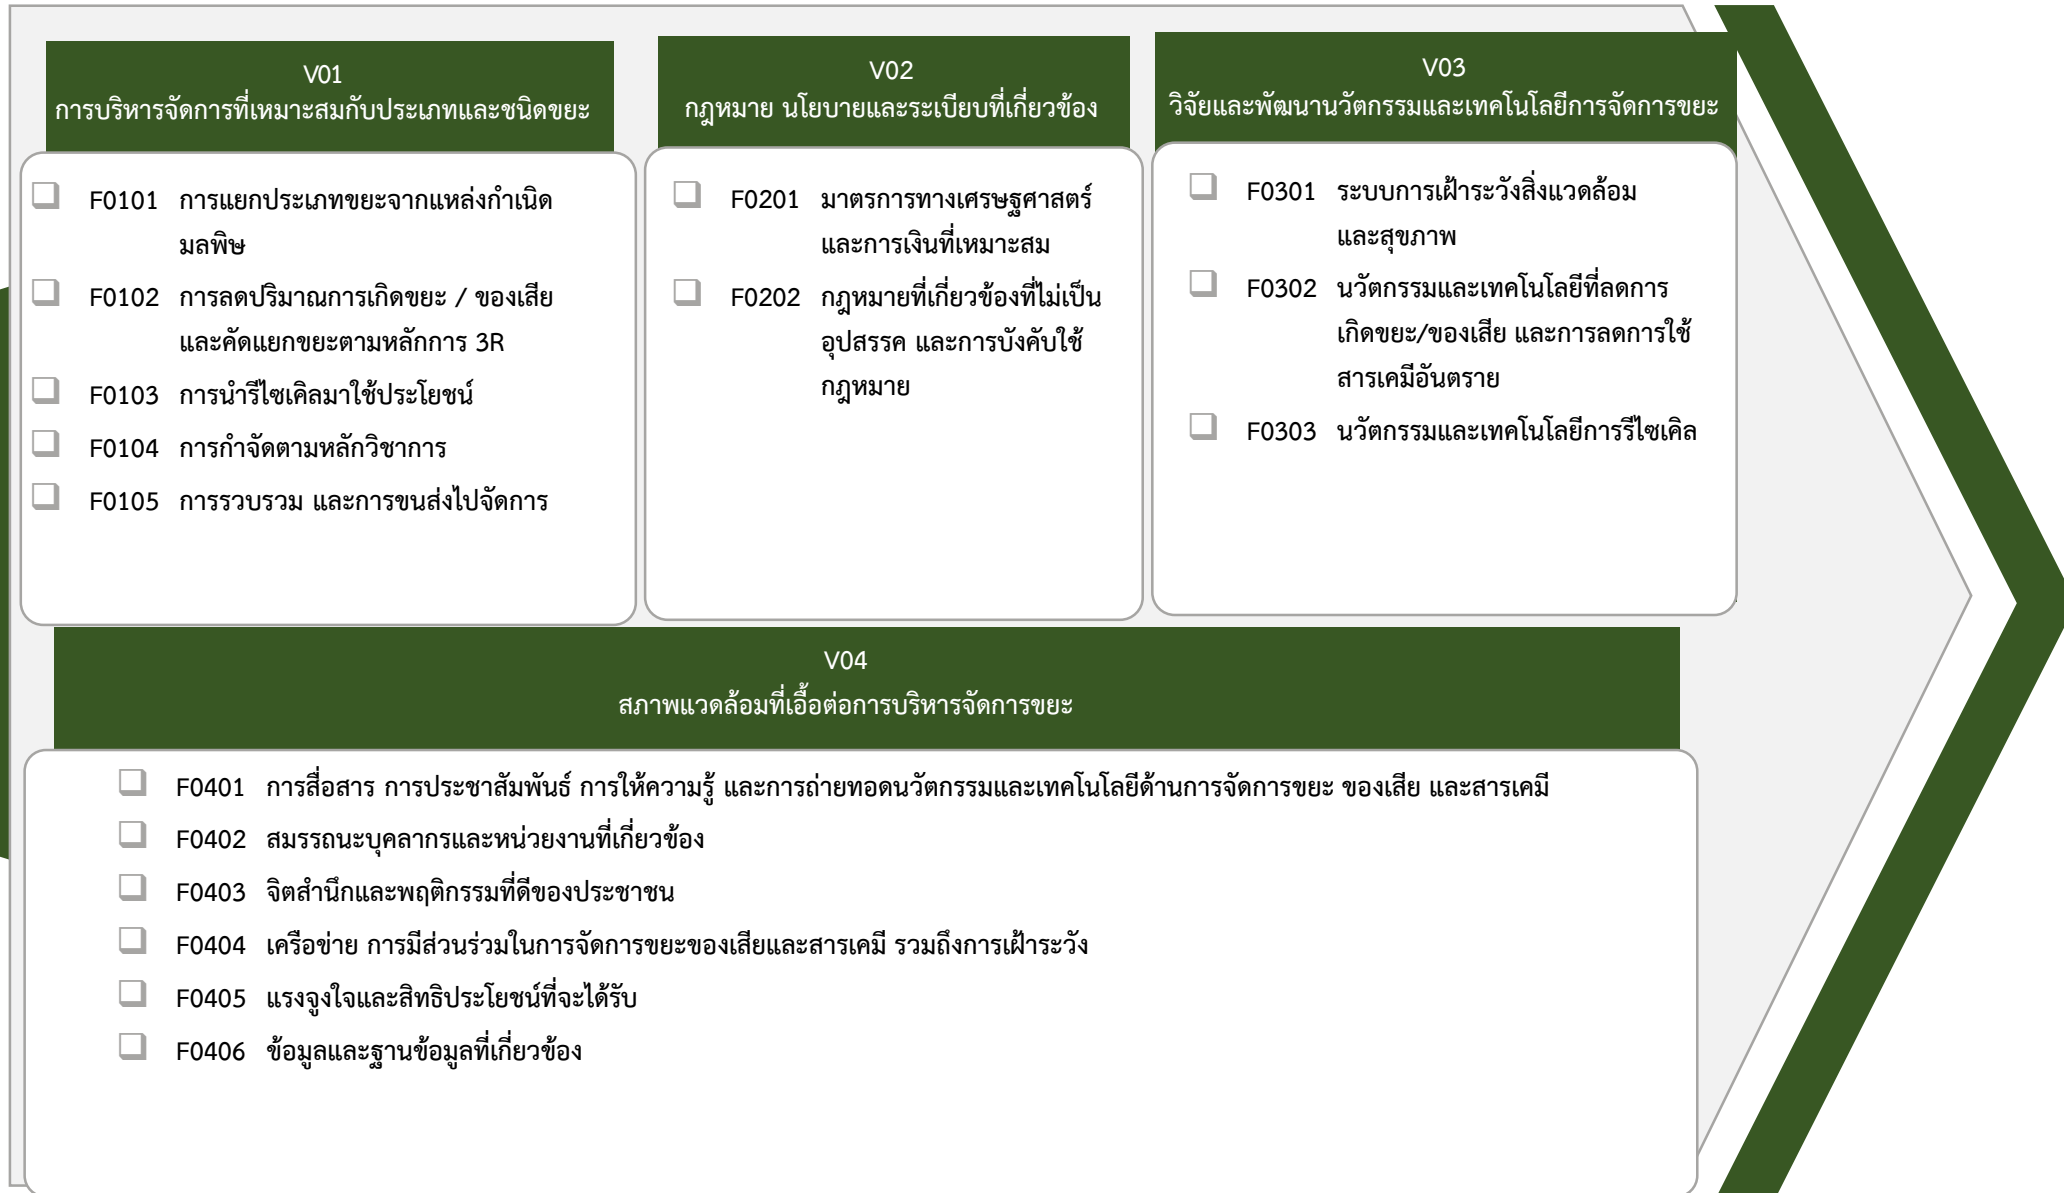 V01
การบริหารจัดการที่เหมาะสมกับประเภทและชนิดขยะ
F0101 การแยกประเภทขยะจากแหล่งกำเนิด
มลพิษ
F0102 การลดปริมาณการเกิดขยะ / ของเสีย
และคัดแยกขยะตามหลักการ 3R
F0103 การนำรีไซเคิลมาใช้ประโยชน์
F0104 การกำจัดตามหลักวิชาการ
F0105 การรวบรวม และการขนส่งไปจัดการ
V02
กฎหมาย นโยบายและระเบียบที่เกี่ยวข้อง
F0201 มาตรการทางเศรษฐศาสตร์
และการเงินที่เหมาะสม
F0202 กฎหมายที่เกี่ยวข้องที่ไม่เป็น
อุปสรรค และการบังคับใช้
กฎหมาย
V03
วิจัยและพัฒนานวัตกรรมและเทคโนโลยีการจัดการขยะ
F0301 ระบบการเฝ้าระวังสิ่งแวดล้อม
และสุขภาพ
F0302 นวัตกรรมและเทคโนโลยีที่ลดการ
เกิดขยะ/ของเสีย และการลดการใช้
สารเคมีอันตราย
F0303 นวัตกรรมและเทคโนโลยีการรีไซเคิล
V04
สภาพแวดล้อมที่เอื้อต่อการบริหารจัดการขยะ
F0401 การสื่อสาร การประชาสัมพันธ์ การให้ความรู้ และการถ่ายทอดนวัตกรรมและเทคโนโลยีด้านการจัดการขยะ ของเสีย และสารเคมี
F0402 สมรรถนะบุคลากรและหน่วยงานที่เกี่ยวข้อง
F0403 จิตสำนึกและพฤติกรรมที่ดีของประชาชน
F0404 เครือข่าย การมีส่วนร่วมในการจัดการขยะของเสียและสารเคมี รวมถึงการเฝ้าระวัง
F0405 แรงจูงใจและสิทธิประโยชน์ที่จะได้รับ
F0406 ข้อมูลและฐานข้อมูลที่เกี่ยวข้อง